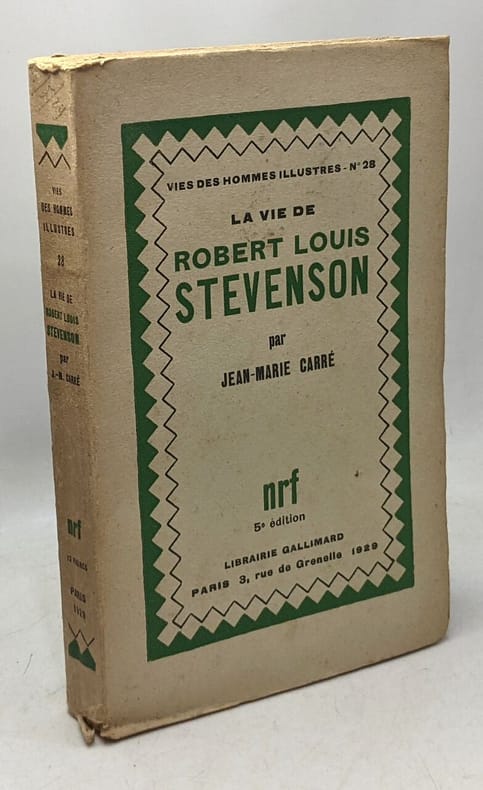 VIES DES HOMMES ILLUSTRES - N° 28
LA VIE DE
ROBERT LOUIS
STEVENSON
par
JEAN-MARIE CARRÉ
nrf
5e édition
LIBRAIRIE GALLIMARD
PARIS 3, rue de Grenelle 1929
VIES
DES HOMMES
ILLUSTRES
28
LA VIE DE
ROBERT LOUIS
STEVENSON
par
J.-M. CARRÉ
nrf
PARIS
1929